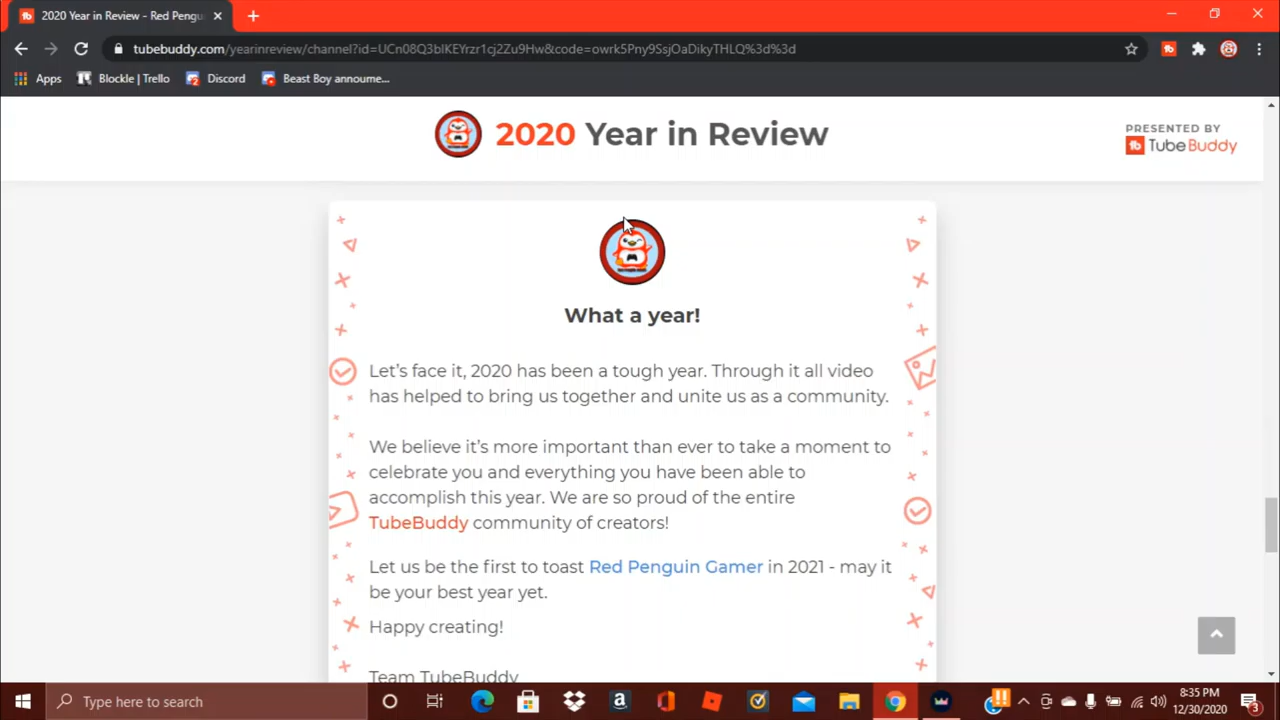 2020 Year in Review - Red Pengu
tubebuddy.com/yearinreview/channel?id=UCn08Q3blKEYrzr1cj2Zu9Hw&code=owrk5Pny9SsjOaDikyTHLQ%3d%3d
Apps Blockle | Trello Discord Beast Boy annoume...
2020 Year in Review
PRESENTED BY
TubeBuddy
What a year!
Let's face it, 2020 has been a tough year. Through it all video
has helped to bring us together and unite us as a community.
We believe it's more important than ever to take a moment to
celebrate you and everything you have been able to
accomplish this year. We are so proud of the entire
TubeBuddy community of creators!
Let us be the first to toast Red Penguin Gamer in 2021 - may it
be your best year yet.
Happy creating!
Team TubeBuddy
Type here to search
8:35 PM
12/30/2020
3